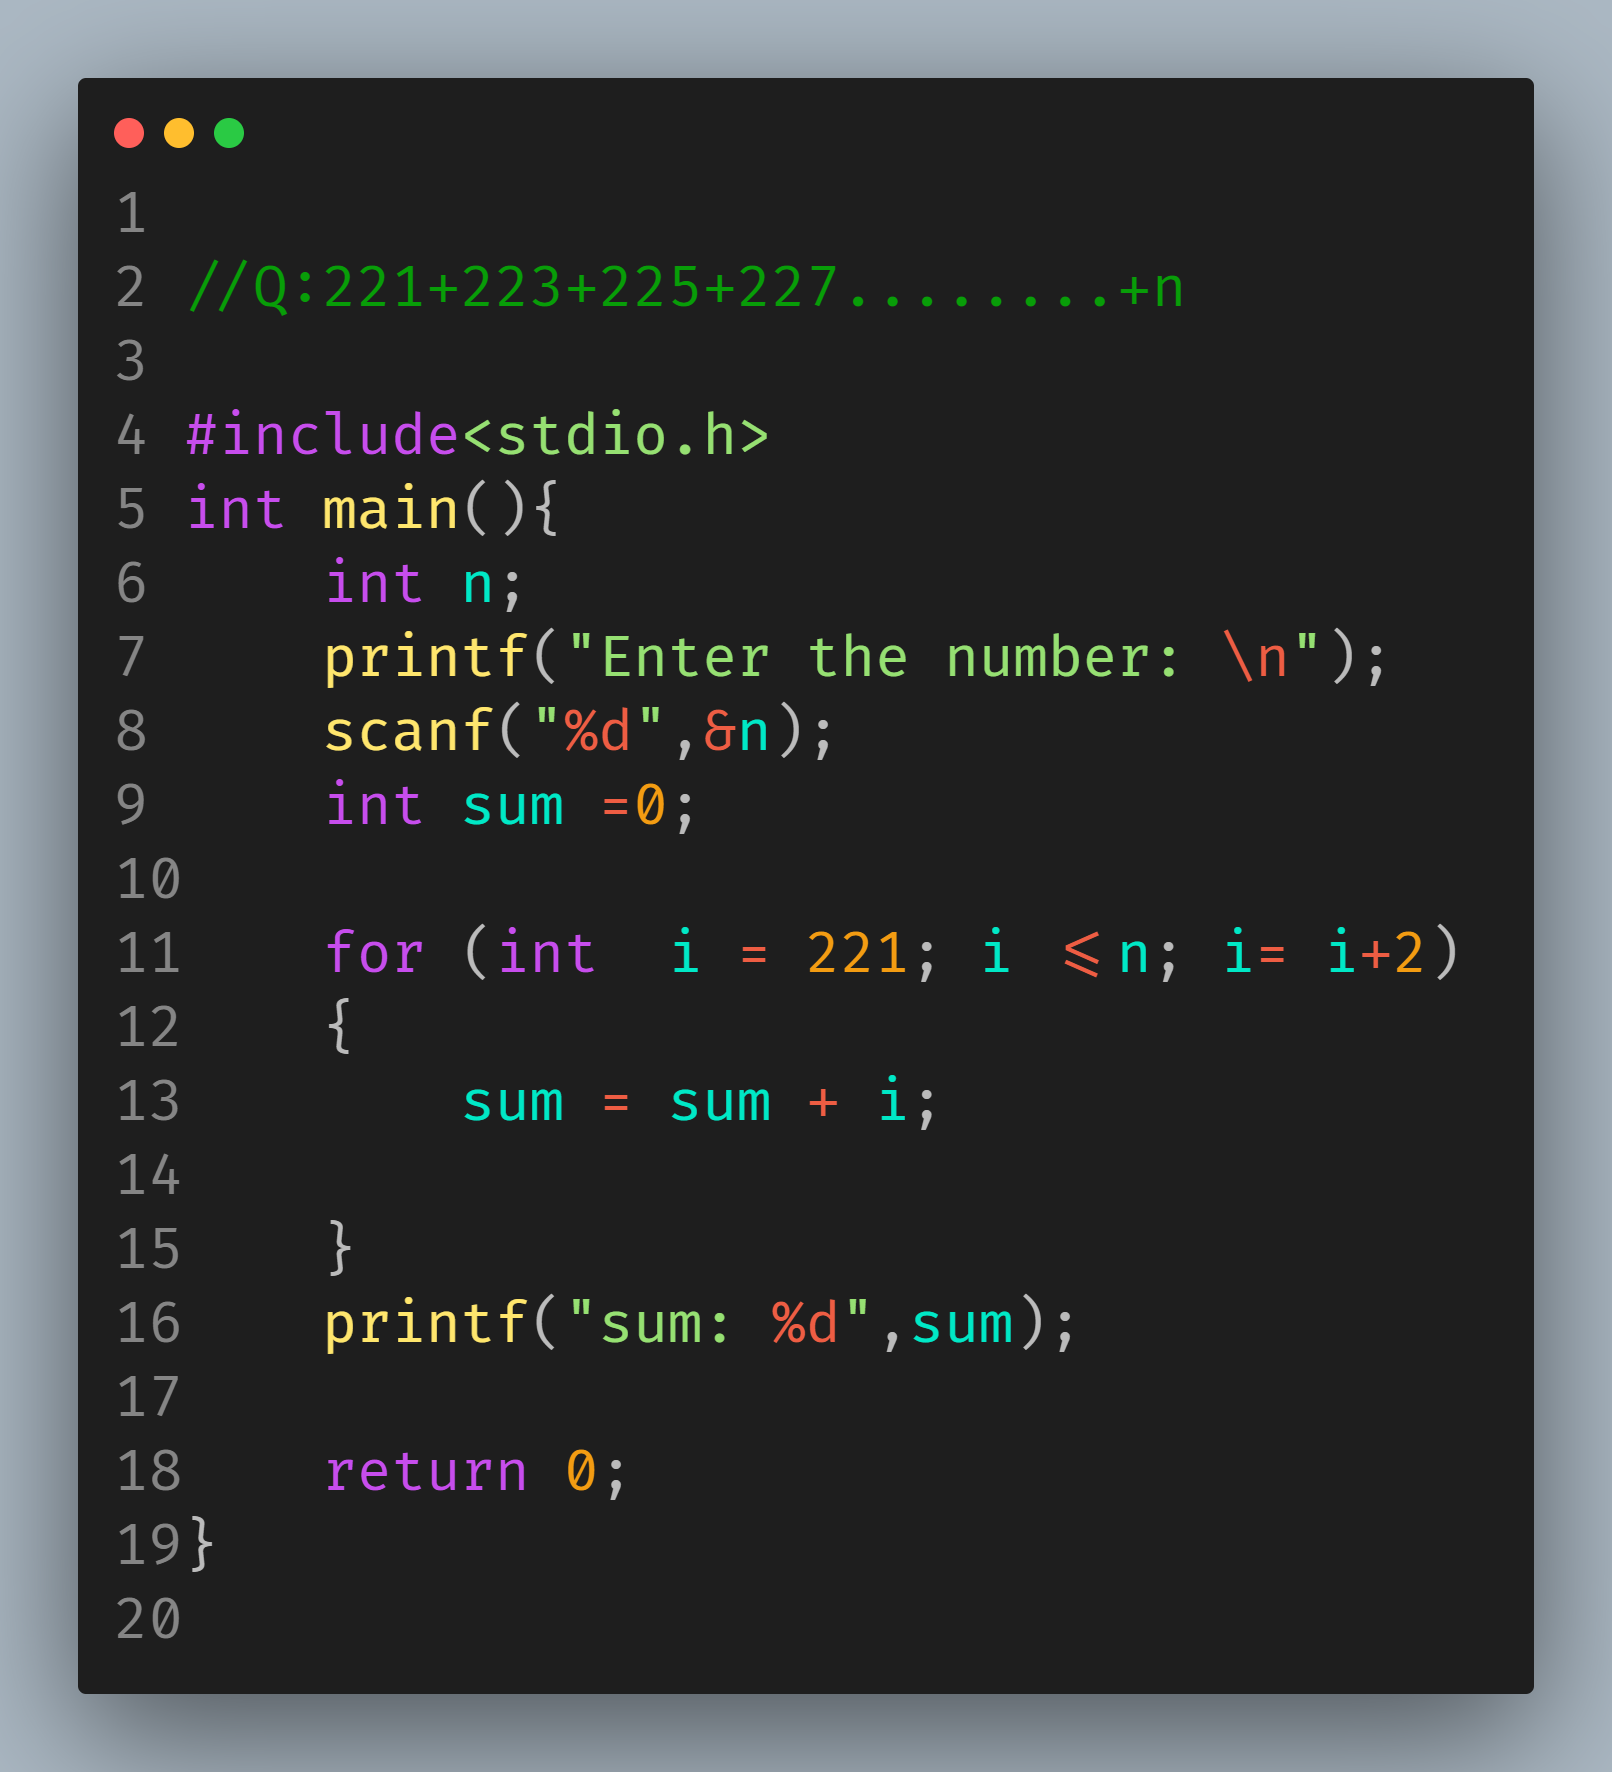 1
2 //Q:221+223+225+227........+n
3
4 #include<stdio.h>
5 int main(){
6     int n;
7     printf("Enter the number: \n");
8     scanf("%d",&n);
9     int sum =0;
10
11    for (int  i = 221; i <=n; i= i+2)
12    {
13        sum = sum + i;
14
15    }
16    printf("sum: %d",sum);
17
18    return 0;
19}
20